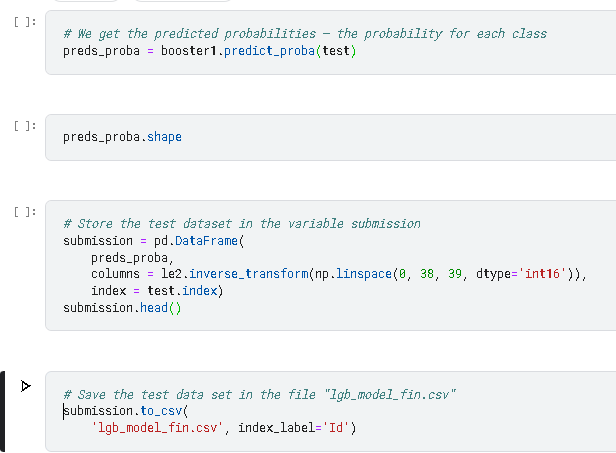 [ ]:
# We get the predicted probabilities — the probability for each class
preds_proba = booster1.predict_proba(test)
[ ]:
preds_proba.shape
[ ]:
# Store the test dataset in the variable submission
submission = pd.DataFrame(
preds_proba,
columns = le2.inverse_transform(np.linspace(0, 38, 39, dtype='int16')),
index = test.index)
submission.head()
# Save the test data set in the file "lgb_model_fin.csv"
submission.to_csv(
'lgb_model_fin.csv', index_label='Id')